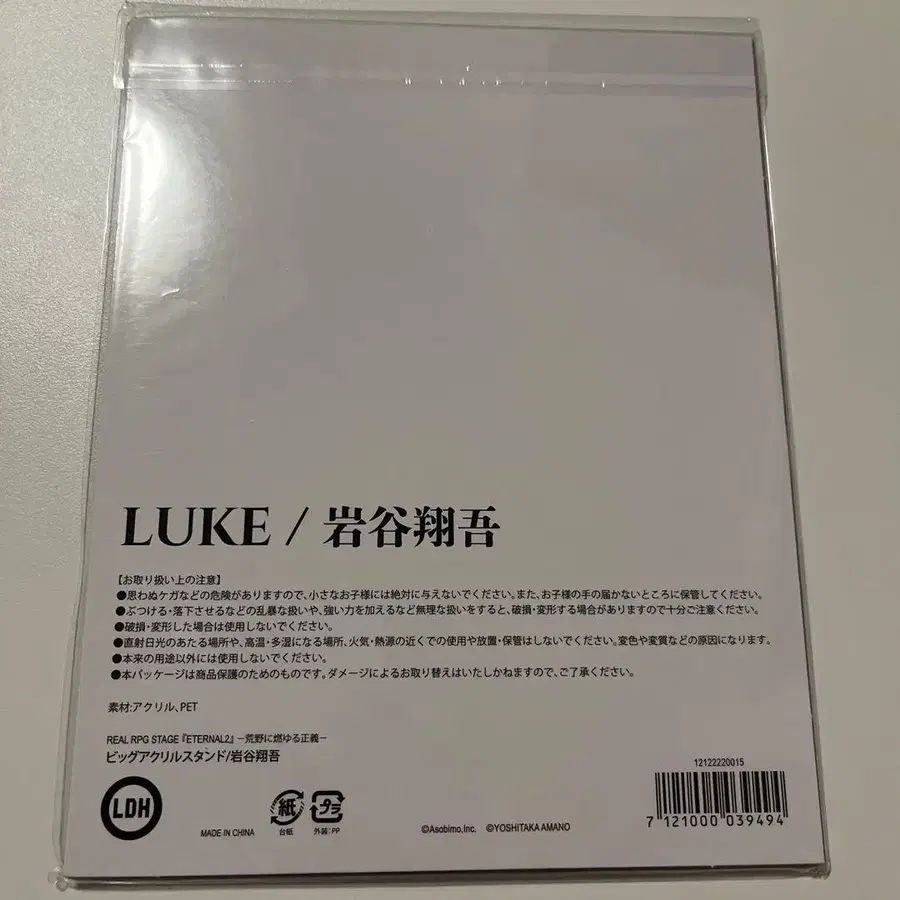 LUKE / 岩谷翔吾
【お取り扱い上の注意】
●思わぬケガなどの危険がありますので、小さなお子様には絶対に与えないでください。また、お子様の手の届かないところに保管してください。
●ぶつける・落下させるなどの乱暴な扱いや、強い力を加えるなど無理な扱いをすると、破損・変形する場合がありますので十分ご注意ください。
●破損・変形した場合は使用しないでください。
●直射日光のあたる場所や、高温・多湿になる場所、火気・熱源の近くでの使用や放置・保管はしないでください。変色や変質などの原因になります。
●本来の用途以外には使用しないでください。
●本パッケージは商品保護のためのものです。ダメージによるお取り替えはいたしかねますので、ご了承ください。
素材:アクリル、PET
REAL RPG STAGE『ETERNAL2』 −荒野に燃ゆる正義−
ビッグアクリルスタンド/岩谷翔吾
LDH
MADE IN CHINA
紙
台紙
プラ
外装:PP
©Asobimo,Inc. ©YOSHITAKA AMANO
12122220015
7 121000 039494